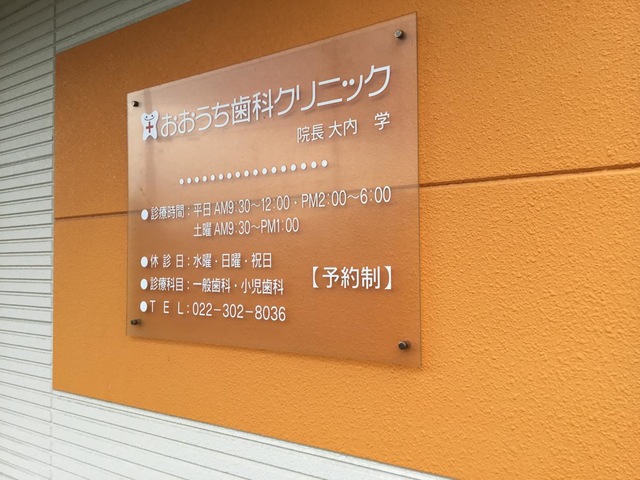 おおうち歯科クリニック
院長 大内 学
●診療時間：平日 AM9：30～12：00・PM2：00～6：00
土曜 AM9：30～PM1：00
●休診日：水曜・日曜・祝日
●診療科目：一般歯科・小児歯科
【予約制】
●ＴＥＬ：022－302－8036